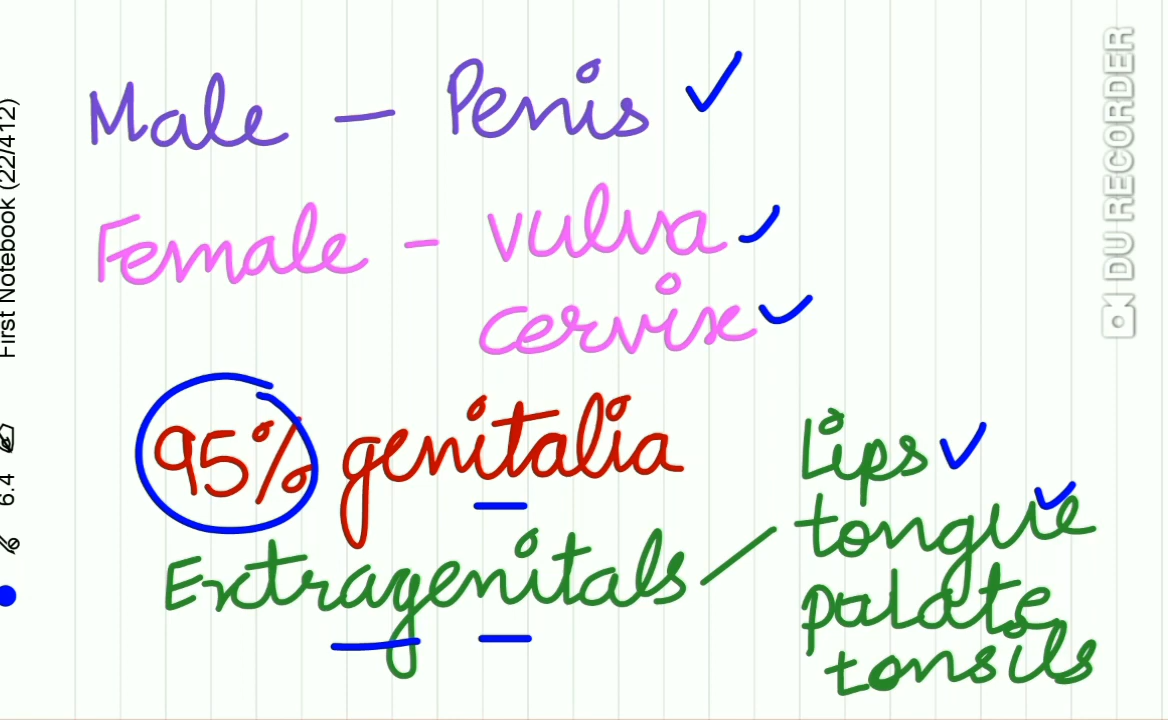 Male - Penis ✓
Female - vulva ✓
cervix ✓
95% genitalia
Extragenitals
Lips ✓
tongue ✓
palate
tonsils
First Notebook (22/412)
6.4
DU RECORDER